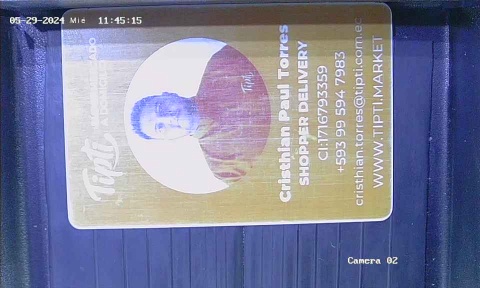 05-29-2024 Mié 11:45:15
Tipti
Cristhian Paul Torres
SHOPPER DELIVERY
CI:1716793359
+593 99 594 7983
cristhian.torres@tipti.com.ec
WWW.TIPTI.MARKET
Camera 02